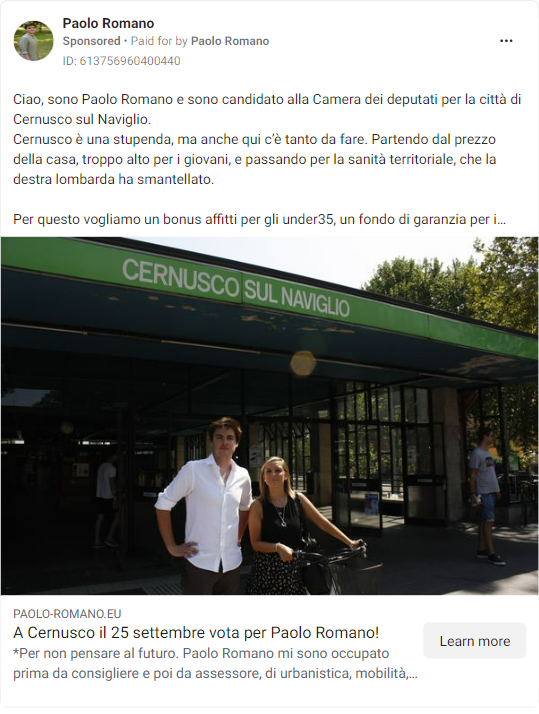 Paolo Romano
Sponsored • Paid for by Paolo Romano
ID: 613756960400440
Ciao, sono Paolo Romano e sono candidato alla Camera dei deputati per la città di
Cernusco sul Naviglio.
Cernusco è una stupenda, ma anche qui c'è tanto da fare. Partendo dal prezzo
della casa, troppo alto per i giovani, e passando per la sanità territoriale, che la
destra lombarda ha smantellato.
Per questo vogliamo un bonus affitti per gli under35, un fondo di garanzia per i...
CERNUSCO SUL NAVIGLIO
PAOLO-ROMANO.EU
A Cernusco il 25 settembre vota per Paolo Romano!
*Per non pensare al futuro. Paolo Romano mi sono occupato
prima da consigliere e poi da assessore, di urbanistica, mobilità,...
Learn more